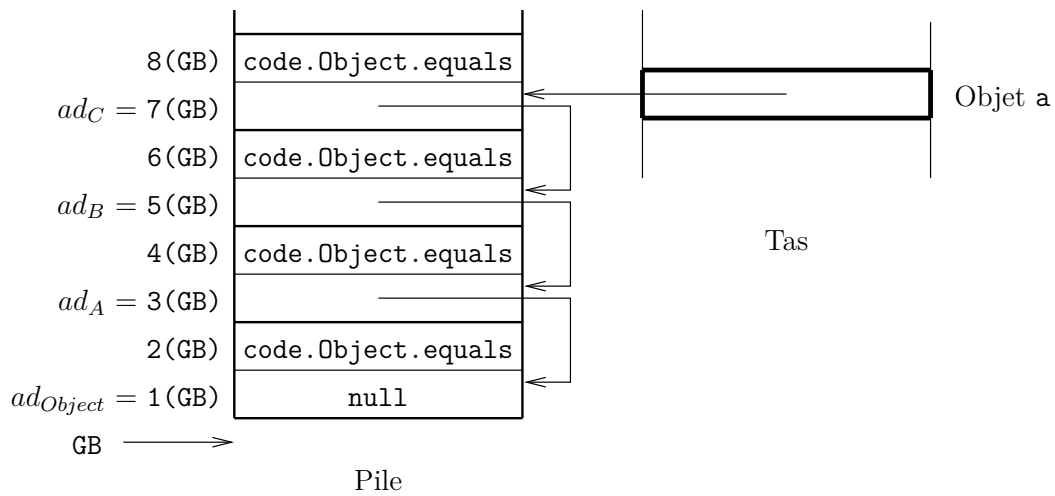 8(GB) code.Object.equals
ad_C = 7(GB) Objet a
6(GB) code.Object.equals
ad_B = 5(GB)
Tas
4(GB) code.Object.equals
ad_A = 3(GB)
2(GB) code.Object.equals
ad_Object = 1(GB) null
GB
Pile